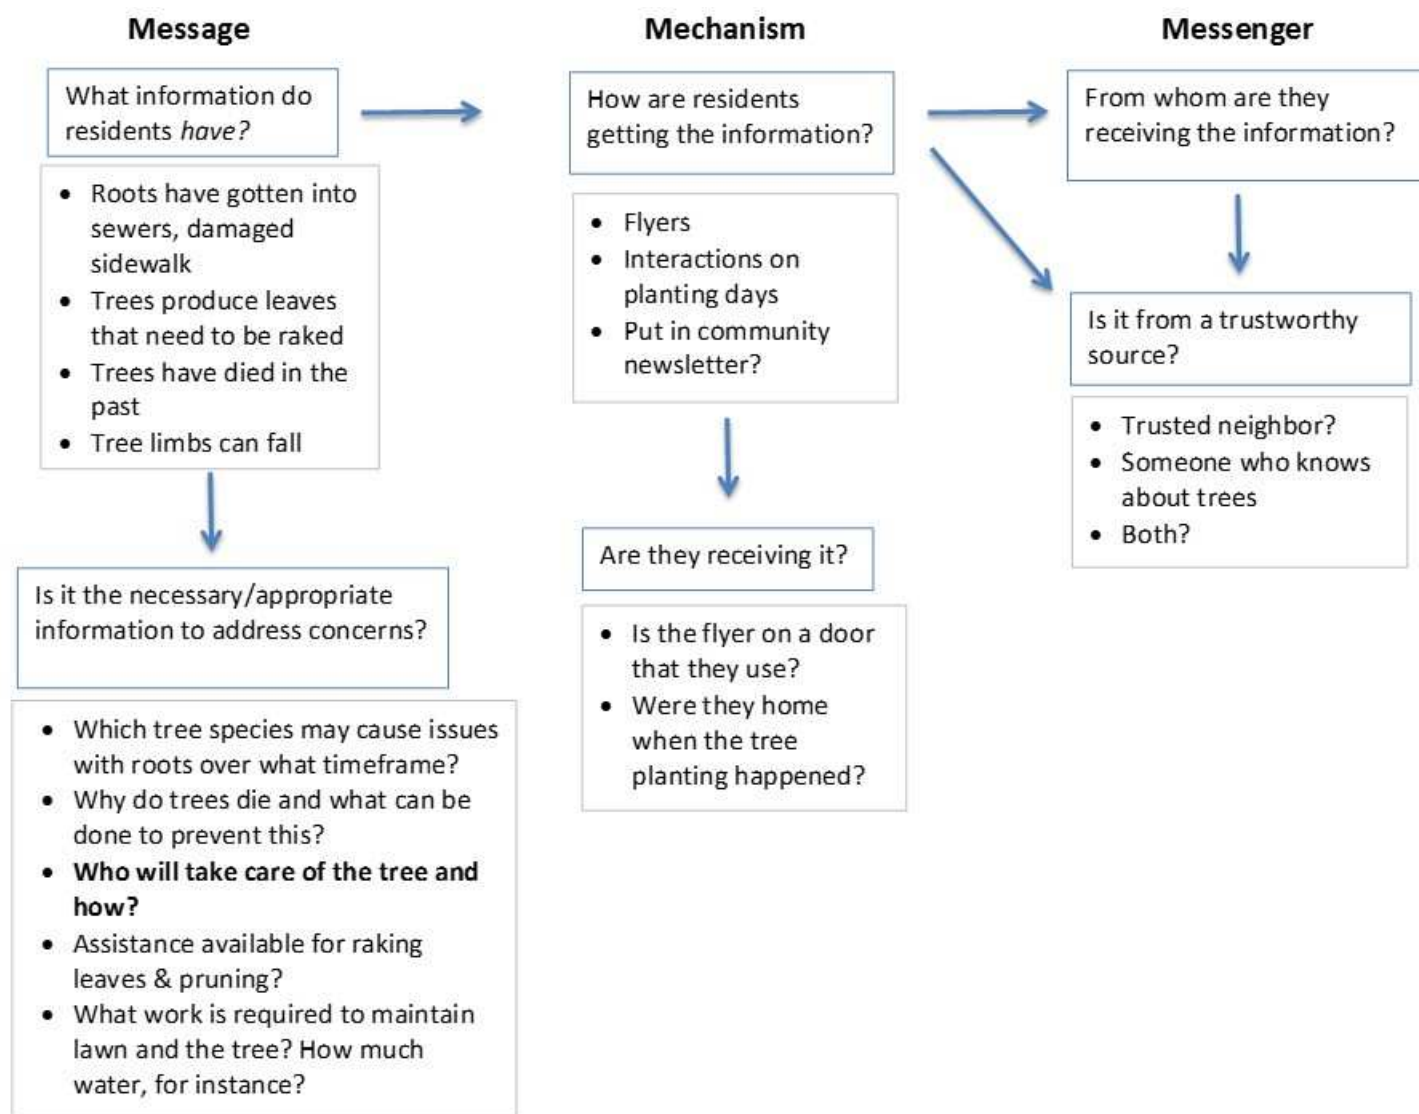 Message
What information do
residents have?
• Roots have gotten into
sewers, damaged
sidewalk
• Trees produce leaves
that need to be raked
• Trees have died in the
past
• Tree limbs can fall
Is it the necessary/appropriate
information to address concerns?
• Which tree species may cause issues
with roots over what timeframe?
• Why do trees die and what can be
done to prevent this?
• Who will take care of the tree and
how?
• Assistance available for raking
leaves & pruning?
• What work is required to maintain
lawn and the tree? How much
water, for instance?
Mechanism
How are residents
getting the information?
• Flyers
• Interactions on
planting days
• Put in community
newsletter?
Are they receiving it?
• Is the flyer on a door
that they use?
• Were they home
when the tree
planting happened?
Messenger
From whom are they
receiving the information?
Is it from a trustworthy
source?
• Trusted neighbor?
• Someone who knows
about trees
• Both?